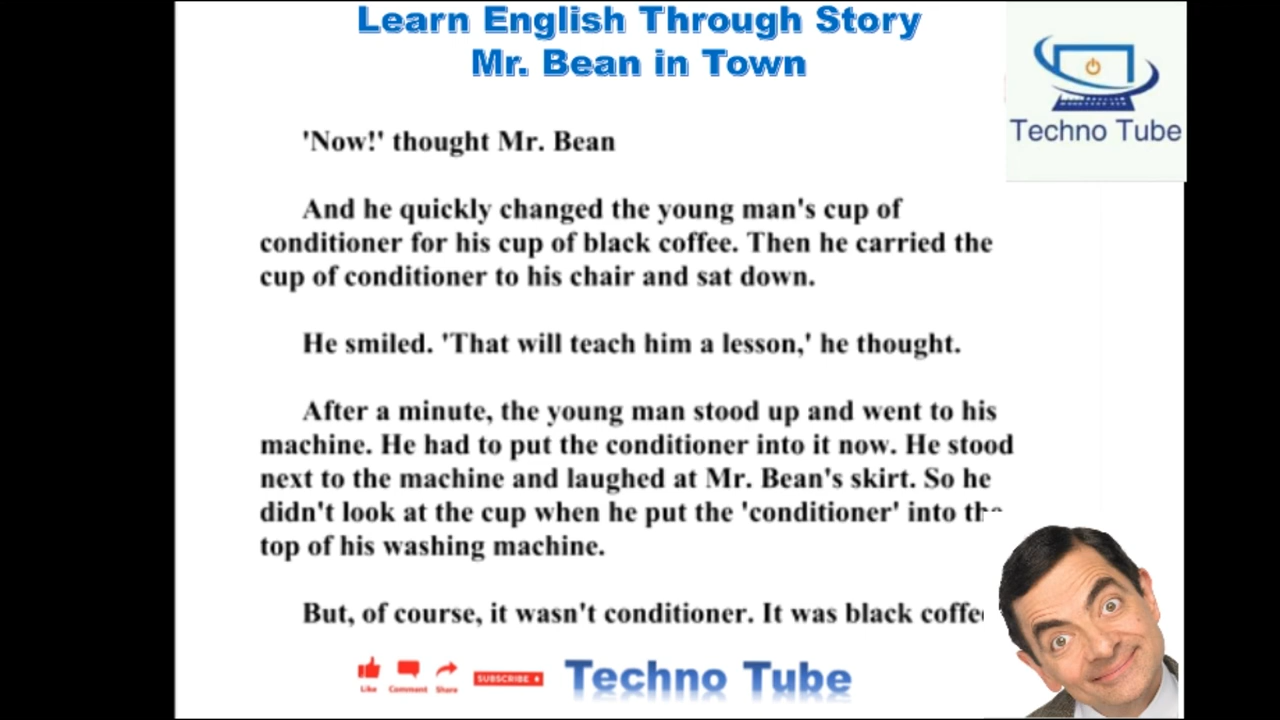 Learn English Through Story
Mr. Bean in Town
Techno Tube
'Now!' thought Mr. Bean
And he quickly changed the young man's cup of
conditioner for his cup of black coffee. Then he carried the
cup of conditioner to his chair and sat down.
He smiled. 'That will teach him a lesson,' he thought.
After a minute, the young man stood up and went to his
machine. He had to put the conditioner into it now. He stood
next to the machine and laughed at Mr. Bean's skirt. So he
didn't look at the cup when he put the 'conditioner' into the
top of his washing machine.
But, of course, it wasn't conditioner. It was black coffe
Like Comment Share SUBSCRIBE Techno Tube